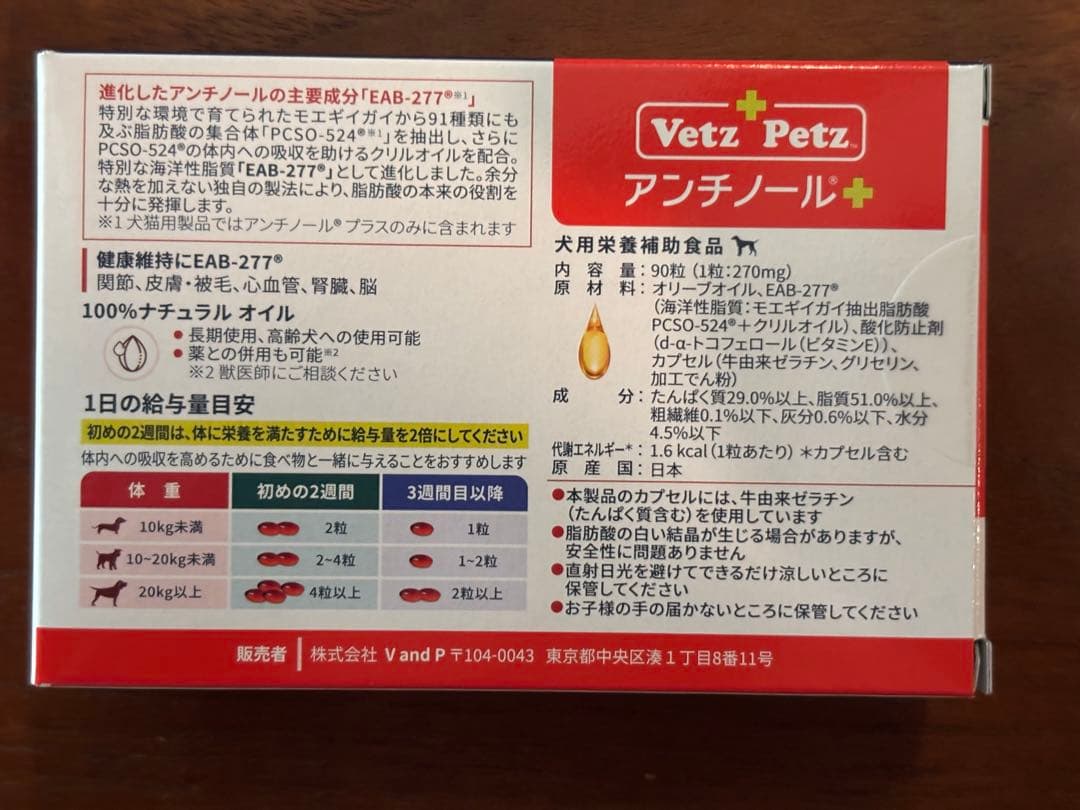 進化したアンチノールの主要成分「EAB-277®※1」
特別な環境で育てられたモエギイガイから91種類にも
及ぶ脂肪酸の集合体「PCSO-524®※1」を抽出し、さらに
PCSO-524®の体内への吸収を助けるクリルオイルを配合。
特別な海洋性脂質「EAB-277®」として進化しました。余分
な熱を加えない独自の製法により、脂肪酸の本来の役割を
十分に発揮します。
※1 犬猫用製品ではアンチノール® プラスのみに含まれます
健康維持にEAB-277®
関節、皮膚・被毛、心血管、腎臓、脳
100%ナチュラル オイル
● 長期使用、高齢犬への使用可能
● 薬との併用も可能※2
※2 獣医師にご相談ください
1日の給与量目安
初めの2週間は、体に栄養を満たすために給与量を2倍にしてください
体内への吸収を高めるために食べ物と一緒に与えることをおすすめします
体 重 初めの2週間 3週間目以降
10kg未満 2粒 1粒
10~20kg未満 2~4粒 1~2粒
20kg以上 4粒以上 2粒以上
Vetz Petz™
アンチノール®
犬用栄養補助食品
内容量：90粒（1粒：270mg）
原材料：オリーブオイル、EAB-277®
（海洋性脂質：モエギイガイ抽出脂肪酸
PCSO-524®＋クリルオイル）、酸化防止剤
（d-α-トコフェロール（ビタミンE））、
カプセル（牛由来ゼラチン、グリセリン、
加工でん粉）
成分：たんぱく質29.0%以上、脂質51.0%以上、
粗繊維0.1%以下、灰分0.6%以下、水分
4.5%以下
代謝エネルギー＊：1.6 kcal（1粒あたり）＊カプセル含む
原産国：日本
●本製品のカプセルには、牛由来ゼラチン
（たんぱく質含む）を使用しています
●脂肪酸の白い結晶が生じる場合がありますが、
安全性に問題ありません
●直射日光を避けてできるだけ涼しいところに
保管してください
●お子様の手の届かないところに保管してください
販売者 株式会社 V and P 〒104-0043 東京都中央区湊1丁目8番11号